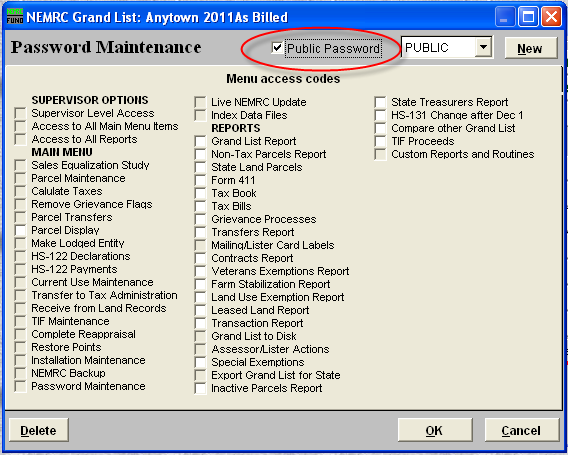 NEMRC Grand List: Anytown 2011As Billed
FUND
Password Maintenance
Public Password
PUBLIC
New
Menu access codes
SUPERVISOR OPTIONS
Supervisor Level Access
Access to All Main Menu Items
Access to All Reports
MAIN MENU
Sales Equalization Study
Parcel Maintenance
Calulate Taxes
Remove Grievance Flags
Parcel Transfers
Parcel Display
Make Lodged Entity
HS-122 Declarations
HS-122 Payments
Current Use Maintenance
Transfer to Tax Administration
Receive from Land Records
TIF Maintenance
Complete Reappraisal
Restore Points
Installation Maintenance
NEMRC Backup
Password Maintenance
Live NEMRC Update
Index Data Files
REPORTS
Grand List Report
Non-Tax Parcels Report
State Land Parcels
Form 411
Tax Book
Tax Bills
Grievance Processes
Transfers Report
Mailing/Lister Card Labels
Contracts Report
Veterans Exemptions Report
Farm Stabilization Report
Land Use Exemption Report
Leased Land Report
Transaction Report
Grand List to Disk
Assessor/Lister Actions
Special Exemptions
Export Grand List for State
Inactive Parcels Report
State Treasurers Report
HS-131 Change after Dec 1
Compare other Grand List
TIF Proceeds
Custom Reports and Routines
Delete
OK
Cancel